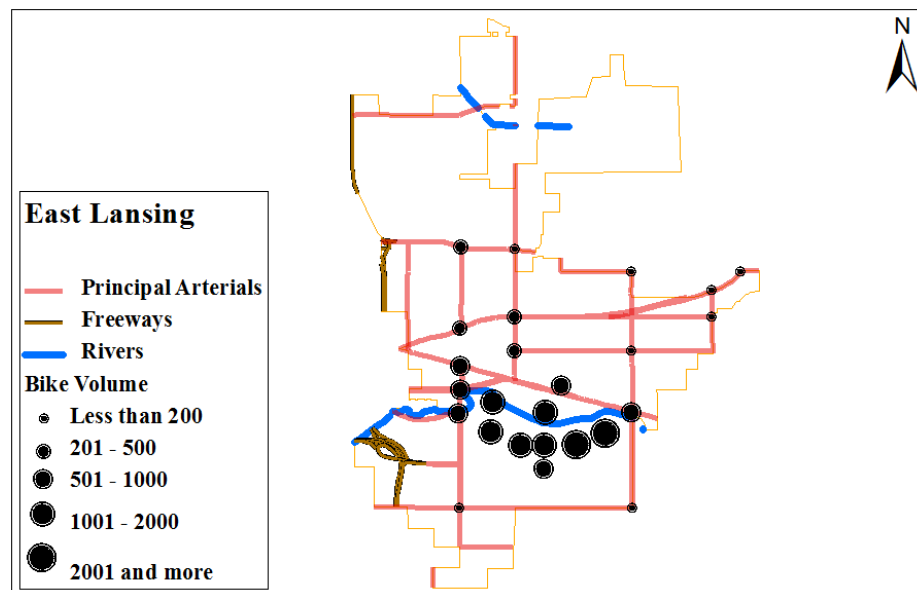 N
East Lansing
Principal Arterials
Freeways
Rivers
Bike Volume
Less than 200
201 - 500
501 - 1000
1001 - 2000
2001 and more